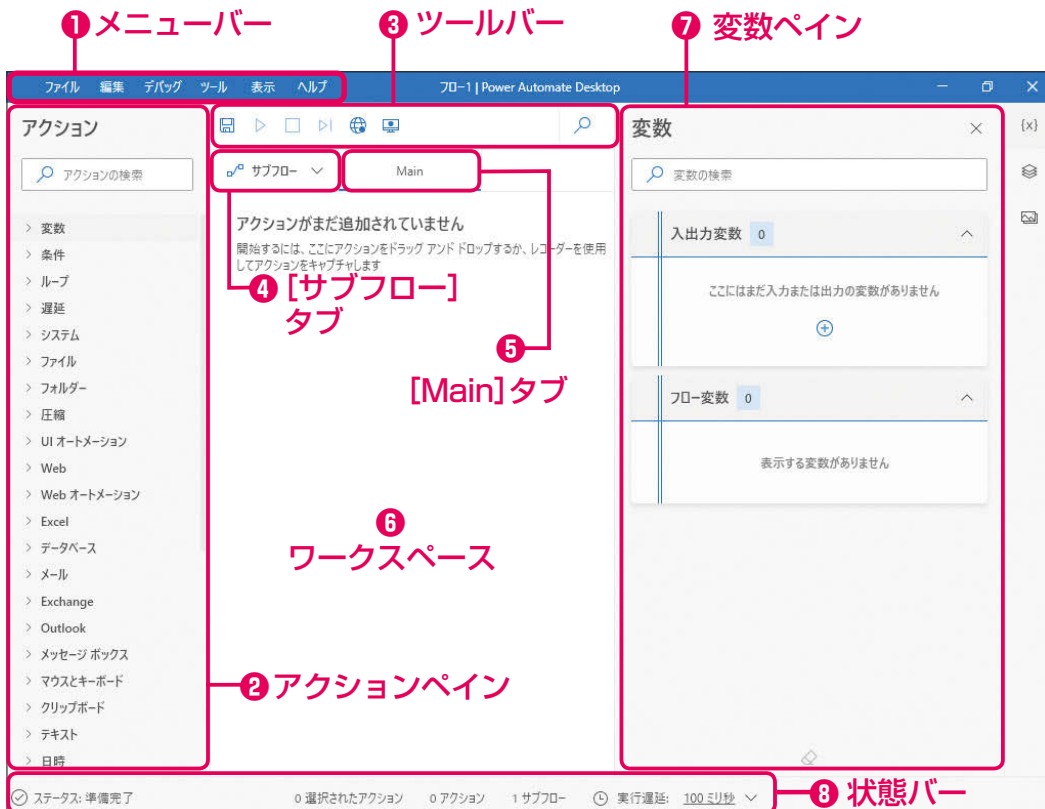 ❶メニューバー
❸ツールバー
❼ 変数ペイン
ファイル 編集 デバッグ ツール 表示 ヘルプ
フロー1 | Power Automate Desktop
アクション
アクションの検索
変数
条件
ループ
遅延
システム
ファイル
フォルダー
圧縮
UI オートメーション
Web
Web オートメーション
Excel
データベース
メール
Exchange
Outlook
メッセージ ボックス
マウスとキーボード
クリップボード
テキスト
日時
❷アクションペイン
サブフロー
Main
アクションがまだ追加されていません
開始するには、ここにアクションをドラッグ アンド ドロップするか、レコーダーを使用
してアクションをキャプチャします
❹[サブフロー]
タブ
❺
[Main]タブ
❻
ワークスペース
変数
{x}
変数の検索
入出力変数 0
ここにはまだ入力または出力の変数がありません
フロー変数 0
表示する変数がありません
ステータス: 準備完了
0 選択されたアクション
0 アクション
1 サブフロー
実行遅延: 100 ミリ秒
❽状態バー